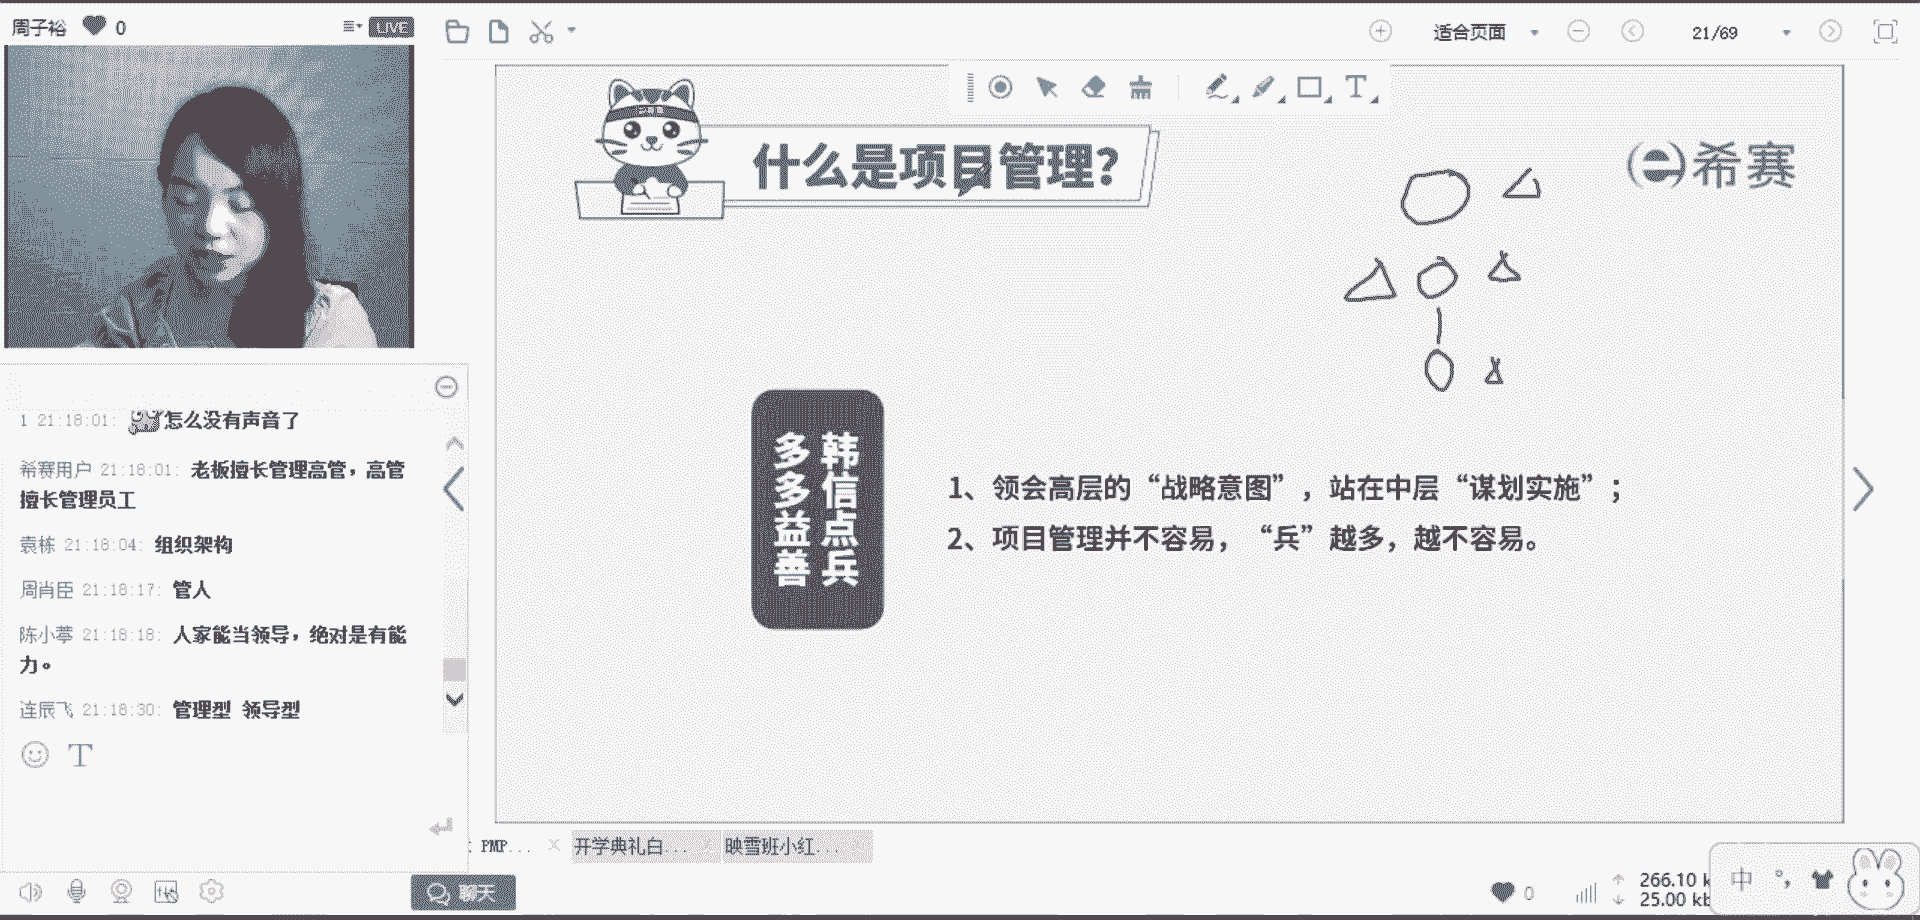 周子裕 0
LIVE
适合页面
21/69
什么是项目管理?
希赛
韩信点兵
多多益善
1、领会高层的“战略意图”，站在中层“谋划实施”；
2、项目管理并不容易，“兵”越多，越不容易。
1 21:18:01: 怎么没有声音了
希赛用户 21:18:01: 老板擅长管理高管，高管
擅长管理员工
袁栋 21:18:04: 组织架构
周肖臣 21:18:17: 管人
陈小葶 21:18:18: 人家能当领导，绝对是有能
力。
连辰飞 21:18:30: 管理型 领导型
T
PMP...
开学典礼白...
映雪班小红...
聊天
0
266.10 k
25.00 kb
中